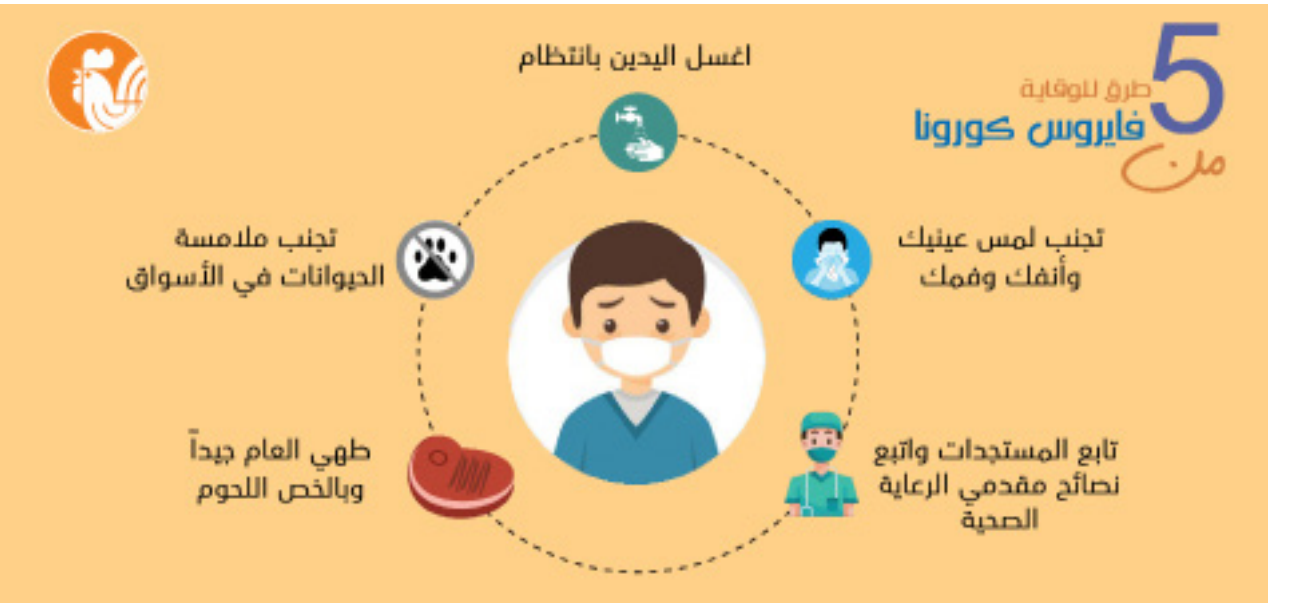 5
طرق للوقاية
من
فايروس كورونا
اغسل اليدين بانتظام
تجنب لمس عينيك
وأنفك وفمك
تابع المستجدات واتبع
نصائح مقدمي الرعاية
الصحية
طهي العام جيداً
وبالخص اللحوم
تجنب ملامسة
الحيوانات في الأسواق